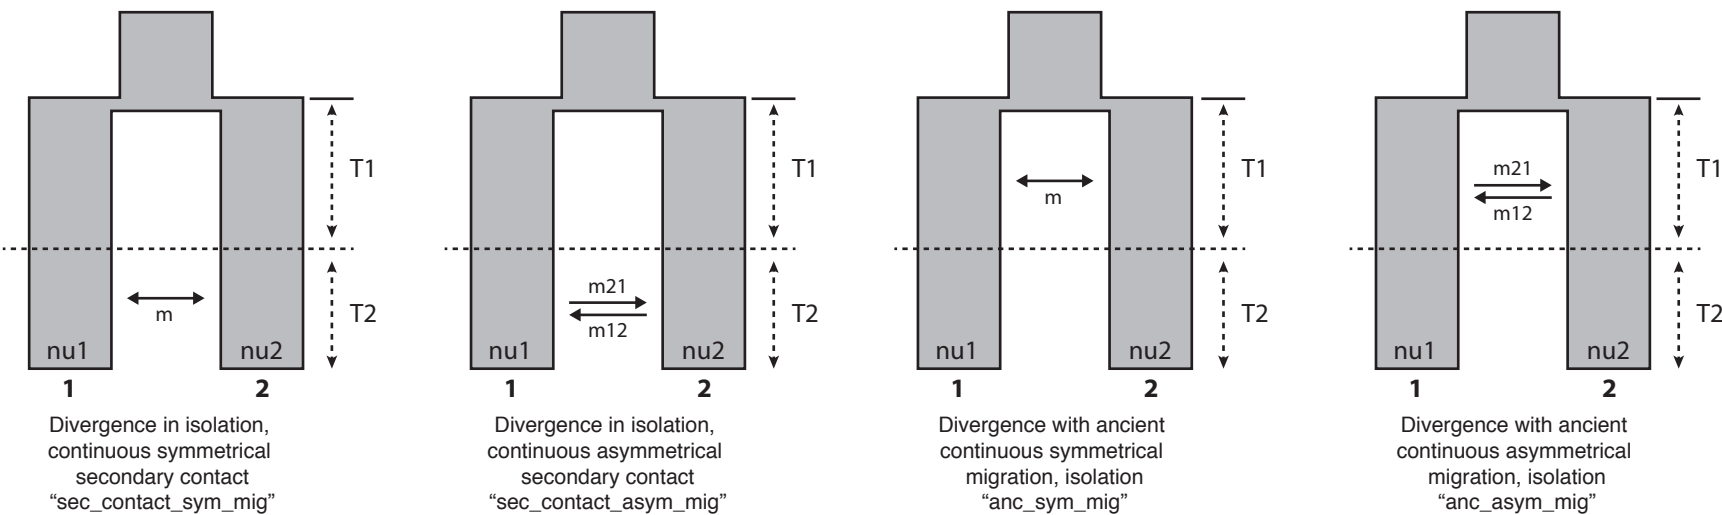 T1
m
T2
nu1
nu2
1
2
Divergence in isolation,
continuous symmetrical
secondary contact
“sec_contact_sym_mig”
T1
m21
m12
T2
nu1
nu2
1
2
Divergence in isolation,
continuous asymmetrical
secondary contact
“sec_contact_asym_mig”
T1
m
T2
nu1
nu2
1
2
Divergence with ancient
continuous symmetrical
migration, isolation
“anc_sym_mig”
T1
m21
m12
T2
nu1
nu2
1
2
Divergence with ancient
continuous asymmetrical
migration, isolation
“anc_asym_mig”